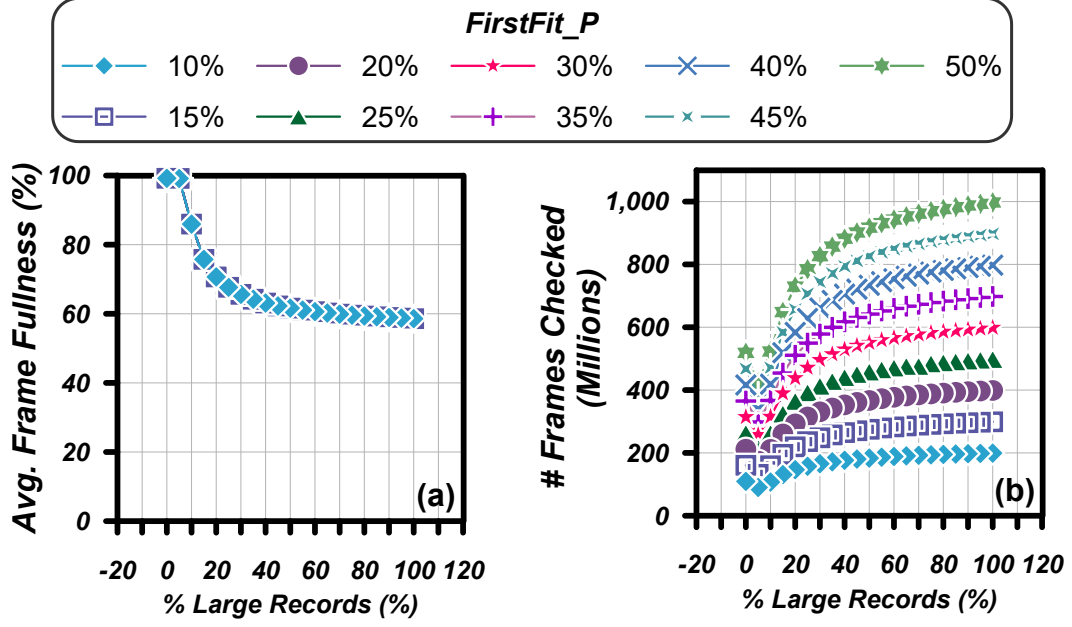 FirstFit_P
10% 20% 30% 40% 50%
15% 25% 35% 45%
Avg. Frame Fullness (%)
100
80
60
40
20
0
-20 0 20 40 60 80 100 120
% Large Records (%)
(a)
# Frames Checked
(Millions)
1,000
800
600
400
200
0
-20 0 20 40 60 80 100 120
% Large Records (%)
(b)